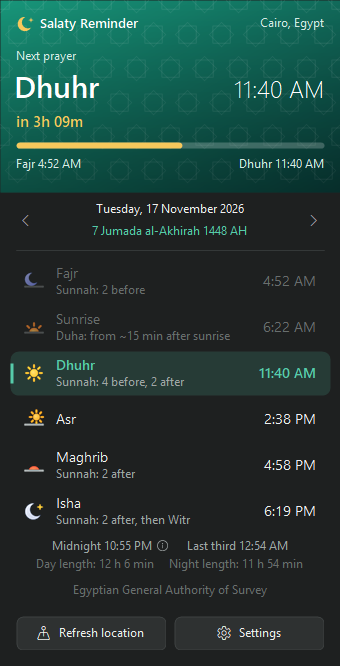 Salaty Reminder
Cairo, Egypt
Next prayer
Dhuhr
11:40 AM
in 3h 09m
Fajr 4:52 AM
Dhuhr 11:40 AM
Tuesday, 17 November 2026
7 Jumada al-Akhirah 1448 AH
Fajr
Sunnah: 2 before
4:52 AM
Sunrise
Duha: from ~15 min after sunrise
6:22 AM
Dhuhr
Sunnah: 4 before, 2 after
11:40 AM
Asr
2:38 PM
Maghrib
Sunnah: 2 after
4:58 PM
Isha
Sunnah: 2 after, then Witr
6:19 PM
Midnight 10:55 PM
Last third 12:54 AM
Day length: 12 h 6 min
Night length: 11 h 54 min
Egyptian General Authority of Survey
Refresh location
Settings